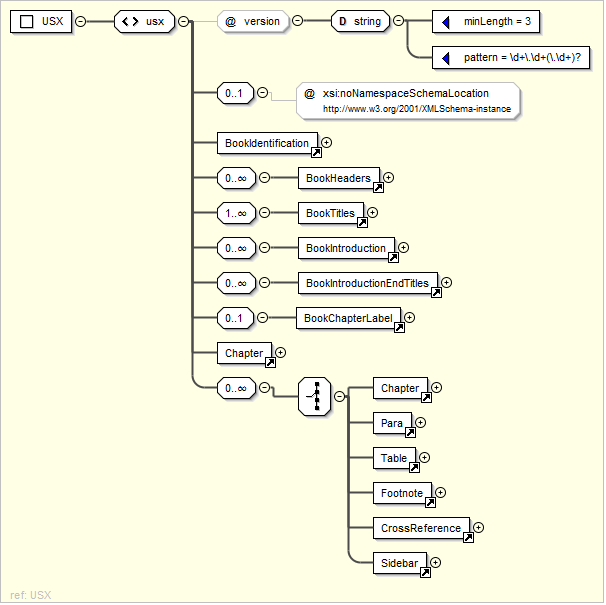 USX
usx
@ version
D string
minLength = 3
pattern = \d+\.\d+(\.\d+)?
0..1
@ xsi:noNamespaceSchemaLocation
http://www.w3.org/2001/XMLSchema-instance
BookIdentification
0..∞ BookHeaders
1..∞ BookTitles
0..∞ BookIntroduction
0..∞ BookIntroductionEndTitles
0..1 BookChapterLabel
Chapter
0..∞
Chapter
Para
Table
Footnote
CrossReference
Sidebar
ref: USX